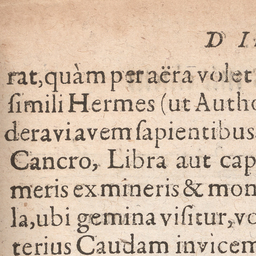 D I
rat, quàm per aëra volet
ſimili Hermes (ut Autho
deravi avem ſapientibus
Cancro, Libra aut cap
meris ex mineris & mon
la, ubi gemina viſitur, vo
terius Caudam invicem